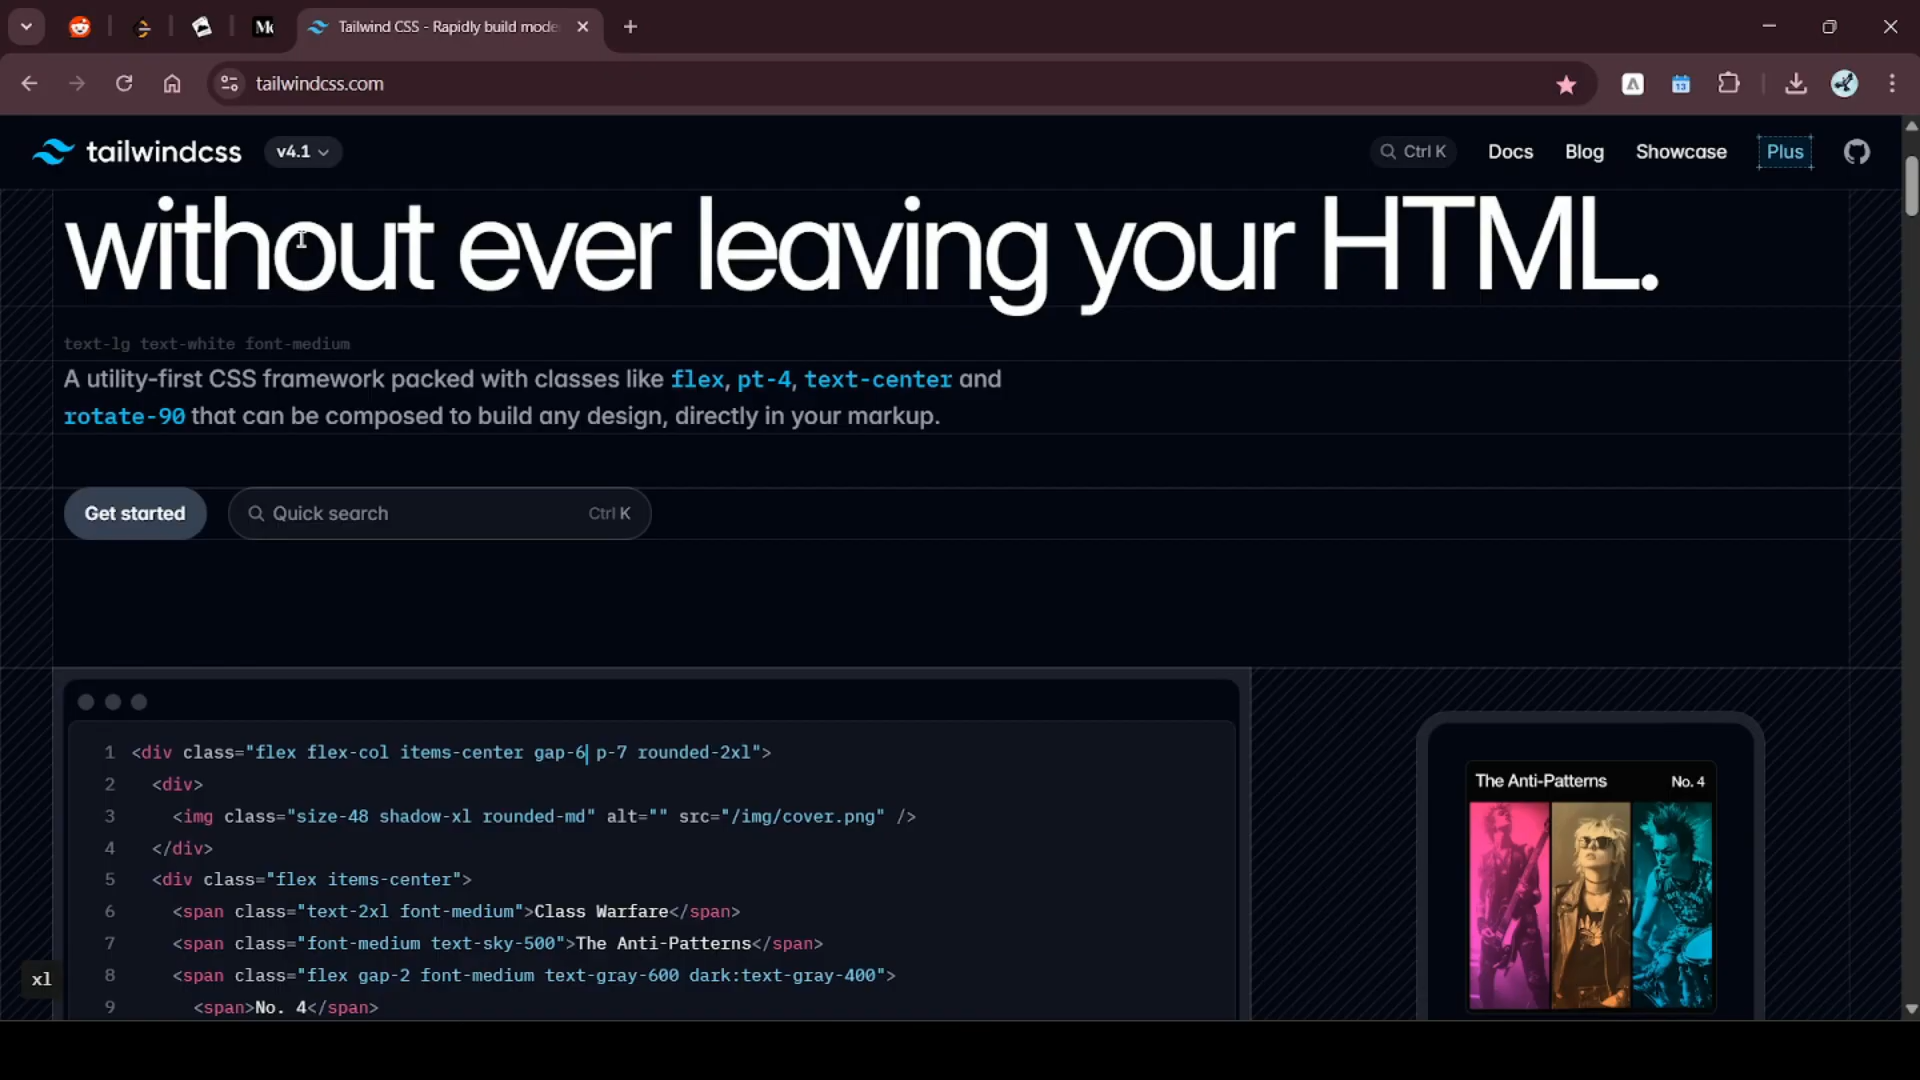 Tailwind CSS - Rapidly build mode
tailwindcss.com
tailwindcss v4.1 Ctrl K Docs Blog Showcase Plus
without ever leaving your HTML.
text-lg text-white font-medium
A utility-first CSS framework packed with classes like flex, pt-4, text-center and
rotate-90 that can be composed to build any design, directly in your markup.
Get started Quick search Ctrl K
1 <div class="flex flex-col items-center gap-6 p-7 rounded-2xl">
2 <div>
3 <img class="size-48 shadow-xl rounded-md" alt="" src="/img/cover.png" />
4 </div>
5 <div class="flex items-center">
6 <span class="text-2xl font-medium">Class Warfare</span>
7 <span class="font-medium text-sky-500">The Anti-Patterns</span>
8 <span class="flex gap-2 font-medium text-gray-600 dark:text-gray-400">
9 <span>No. 4</span>
The Anti-Patterns No. 4
xl